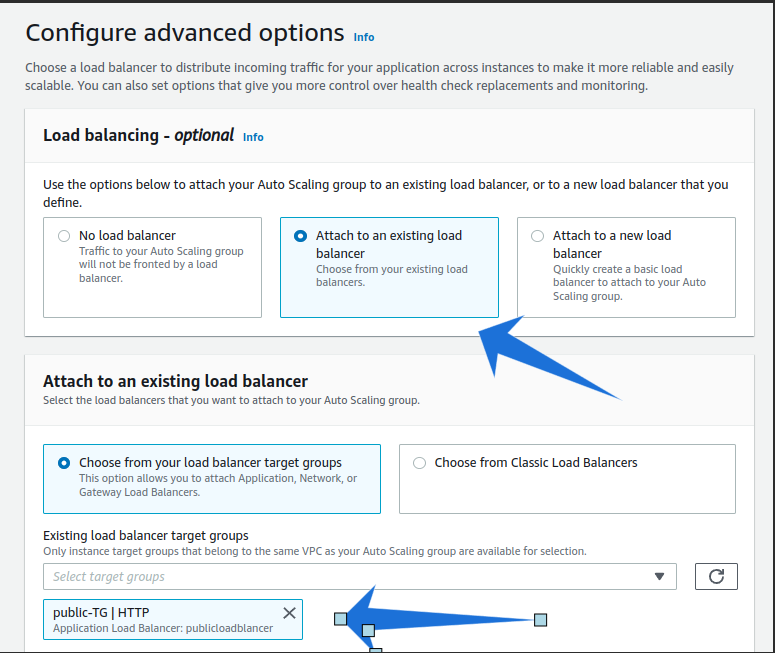 Configure advanced options Info
Choose a load balancer to distribute incoming traffic for your application across instances to make it more reliable and easily
scalable. You can also set options that give you more control over health check replacements and monitoring.
Load balancing - optional Info
Use the options below to attach your Auto Scaling group to an existing load balancer, or to a new load balancer that you
define.
No load balancer
Traffic to your Auto Scaling group
will not be fronted by a load
balancer.
Attach to an existing load
balancer
Choose from your existing load
balancers.
Attach to a new load
balancer
Quickly create a basic load
balancer to attach to your Auto
Scaling group.
Attach to an existing load balancer
Select the load balancers that you want to attach to your Auto Scaling group.
Choose from your load balancer target groups
This option allows you to attach Application, Network, or
Gateway Load Balancers.
Choose from Classic Load Balancers
Existing load balancer target groups
Only instance target groups that belong to the same VPC as your Auto Scaling group are available for selection.
Select target groups
public-TG | HTTP
Application Load Balancer: publicloadblancer